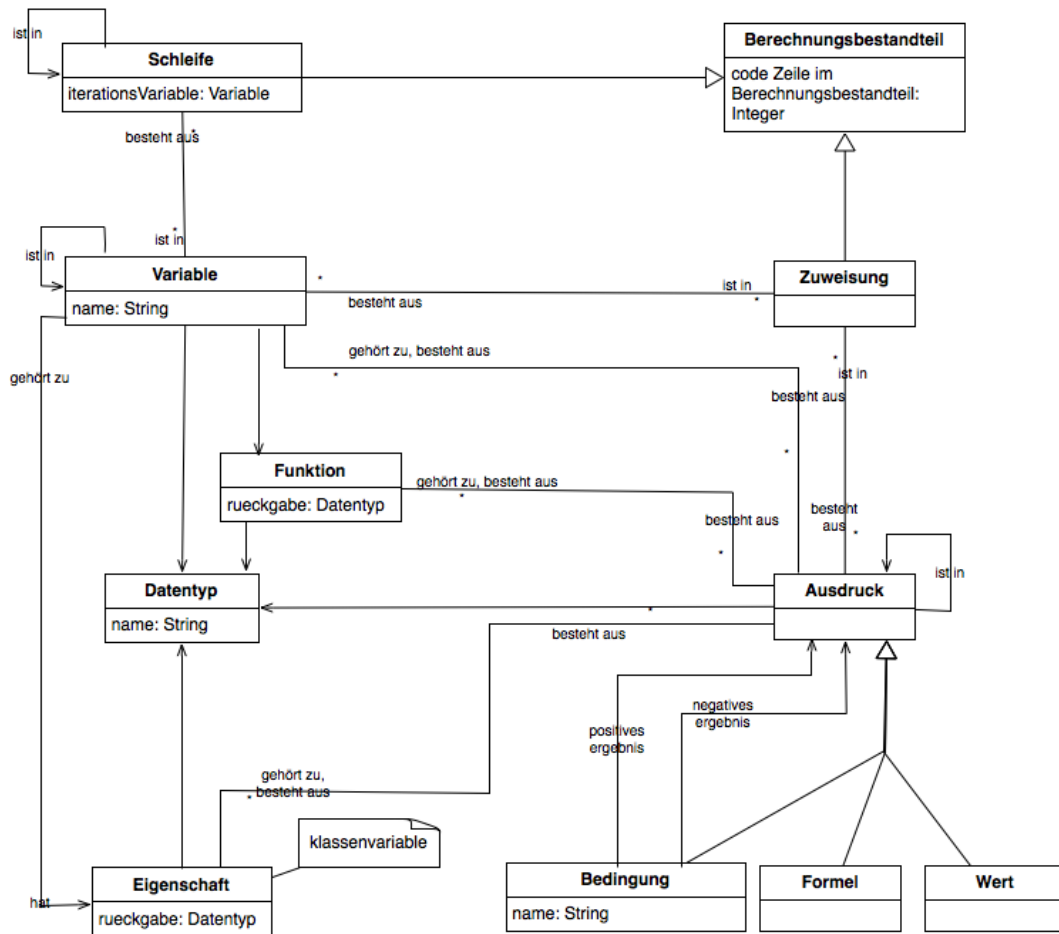 Berechnungsbestandteil
code Zeile im
Berechnungsbestandteil:
Integer
ist in
Schleife
iterationsVariable: Variable
besteht aus
*
*
ist in
ist in
Variable
name: String
*
besteht aus
ist in
*
Zuweisung
gehört zu
gehört zu, besteht aus
*
*
ist in
besteht aus
*
Funktion
rueckgabe: Datentyp
gehört zu, besteht aus
*
besteht aus
*
besteht
aus
*
ist in
Datentyp
name: String
*
besteht aus
Ausdruck
positives
ergebnis
negatives
ergebnis
gehört zu,
besteht aus
*
klassenvariable
hat
Eigenschaft
rueckgabe: Datentyp
Bedingung
name: String
Formel
Wert